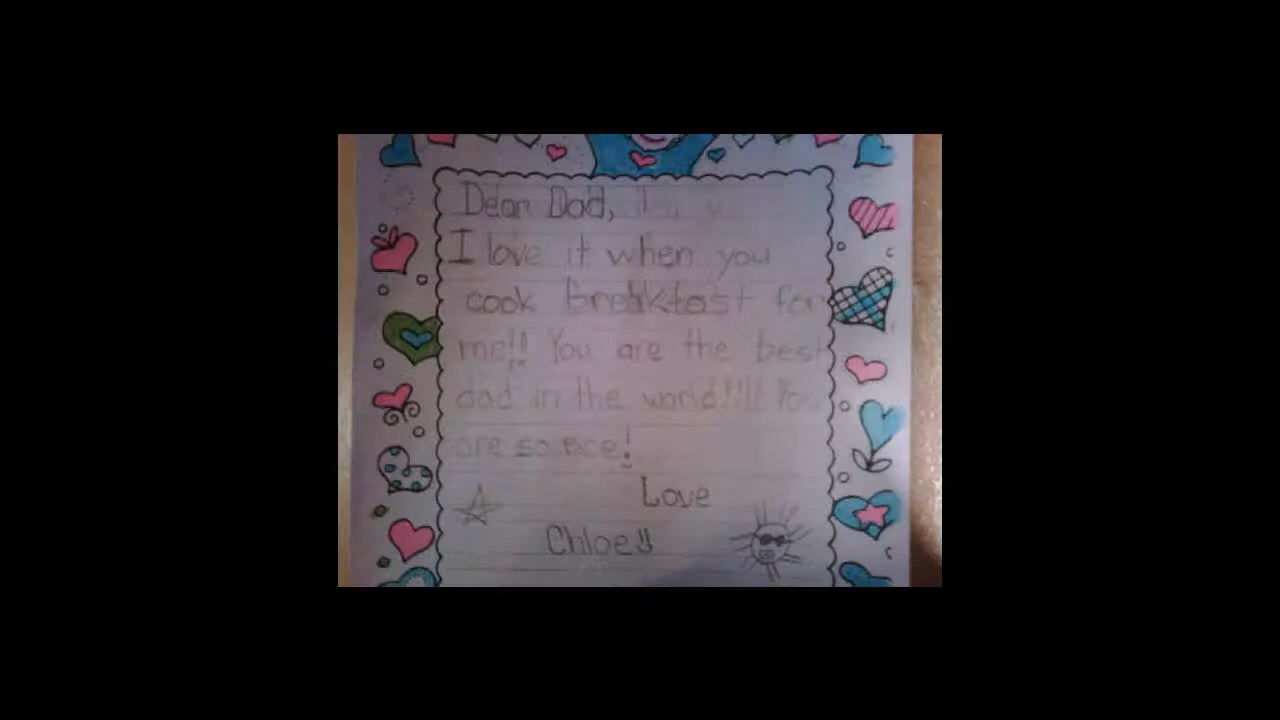 Dear Dad,
I love it when you
cook breakfast for
me!! You are the best
dad in the world!!!! You
are so nice!
Love
Chloe!!